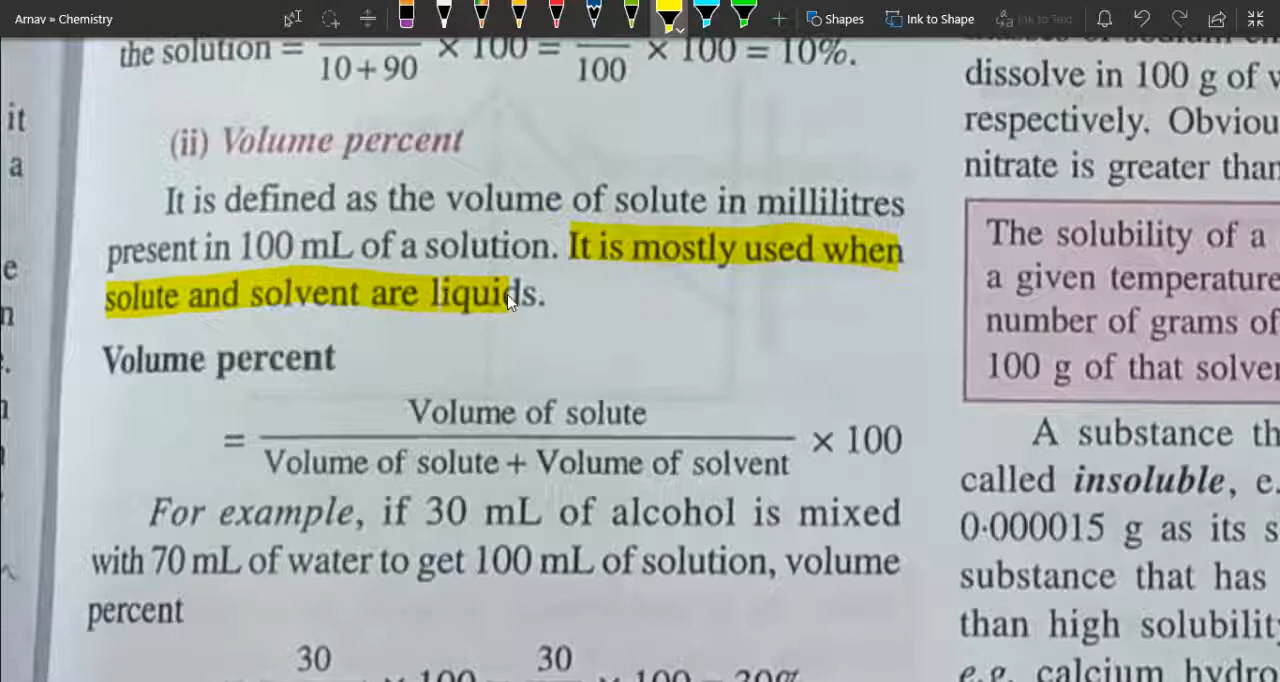 Arnav » Chemistry
Shapes
Ink to Shape
Ink to Text
the solution = 10+90 × 100 = 100 × 100 = 10%.
(ii) Volume percent
It is defined as the volume of solute in millilitres
present in 100 mL of a solution. It is mostly used when
solute and solvent are liquids.
Volume percent
Volume of solute
= × 100
Volume of solute + Volume of solvent
For example, if 30 mL of alcohol is mixed
with 70 mL of water to get 100 mL of solution, volume
percent
30 30
it
a
e
n
dissolve in 100 g of
respectively.
nitrate is greater than
The solubility of a
a given temperature
number of grams of
100 g of that
A substance
called insoluble,
0·000015 g as its
substance that has
than high
e.g. calcium